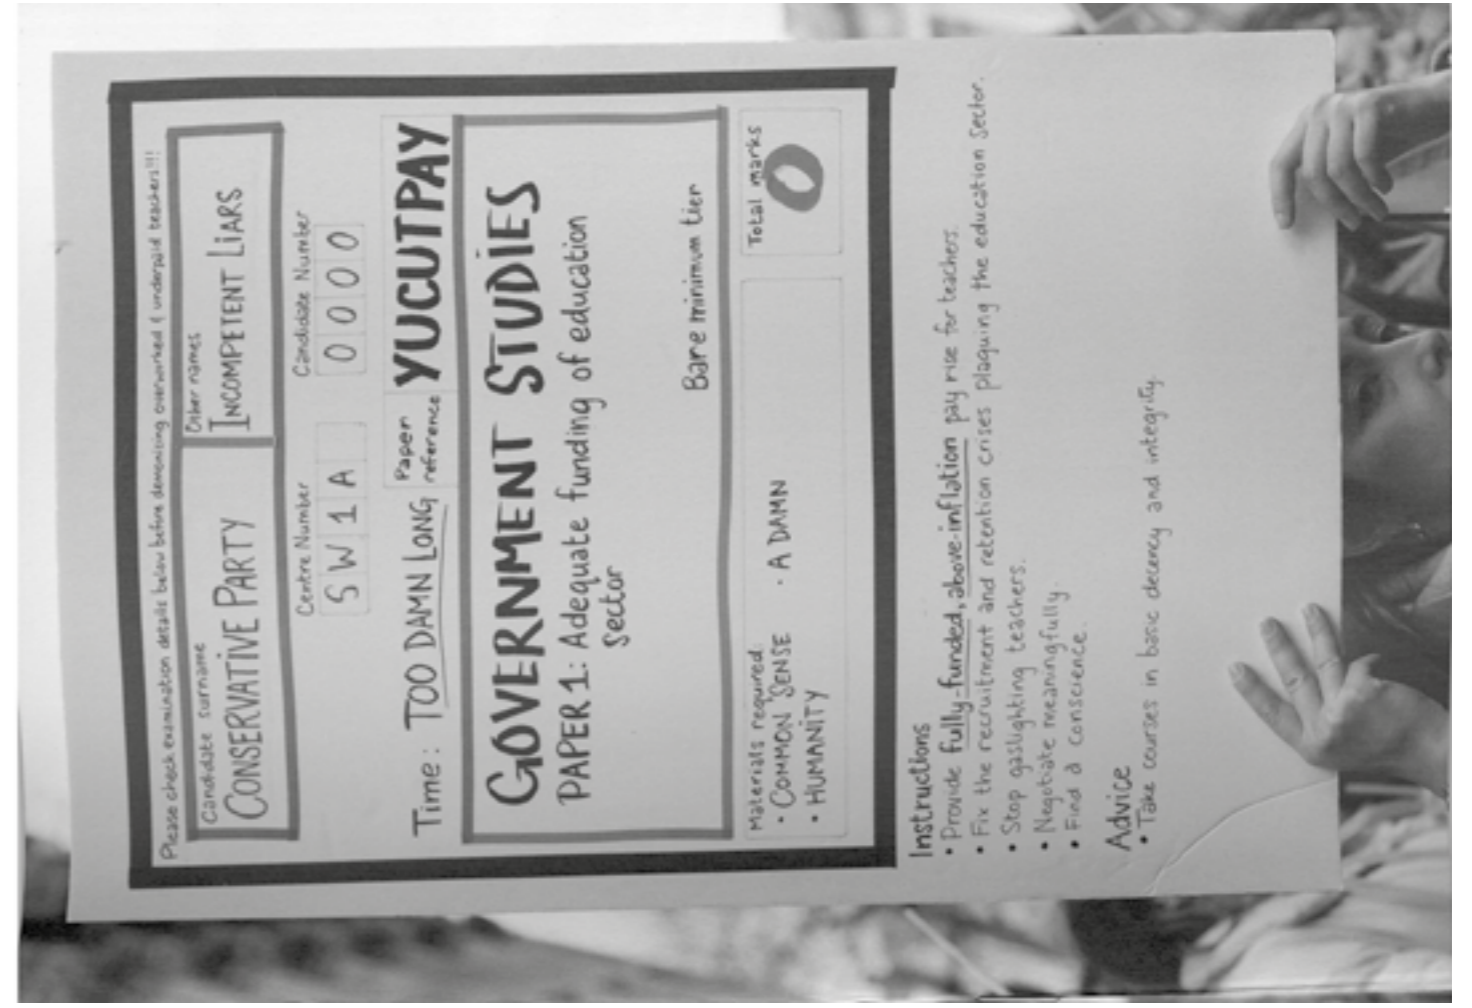 Please check examination details below before demonising overworked & underpaid teachers!!!
Candidate surname
Other names
CONSERVATIVE PARTY
INCOMPETENT LIARS
Centre Number
Candidate Number
SW1A
0000
Time: TOO DAMN LONG
Paper reference
YUCUTPAY
GOVERNMENT STUDIES
PAPER 1: Adequate funding of education
Sector
Bare minimum tier
Materials required
• COMMON SENSE • A DAMN
• HUMANITY
Total marks
0
Instructions
• Provide fully-funded, above-inflation pay rise for teachers.
• Fix the recruitment and retention crises plaguing the education sector.
• Stop gaslighting teachers.
• Negotiate meaningfully.
• Find a conscience.
Advice
• Take courses in basic decency and integrity.